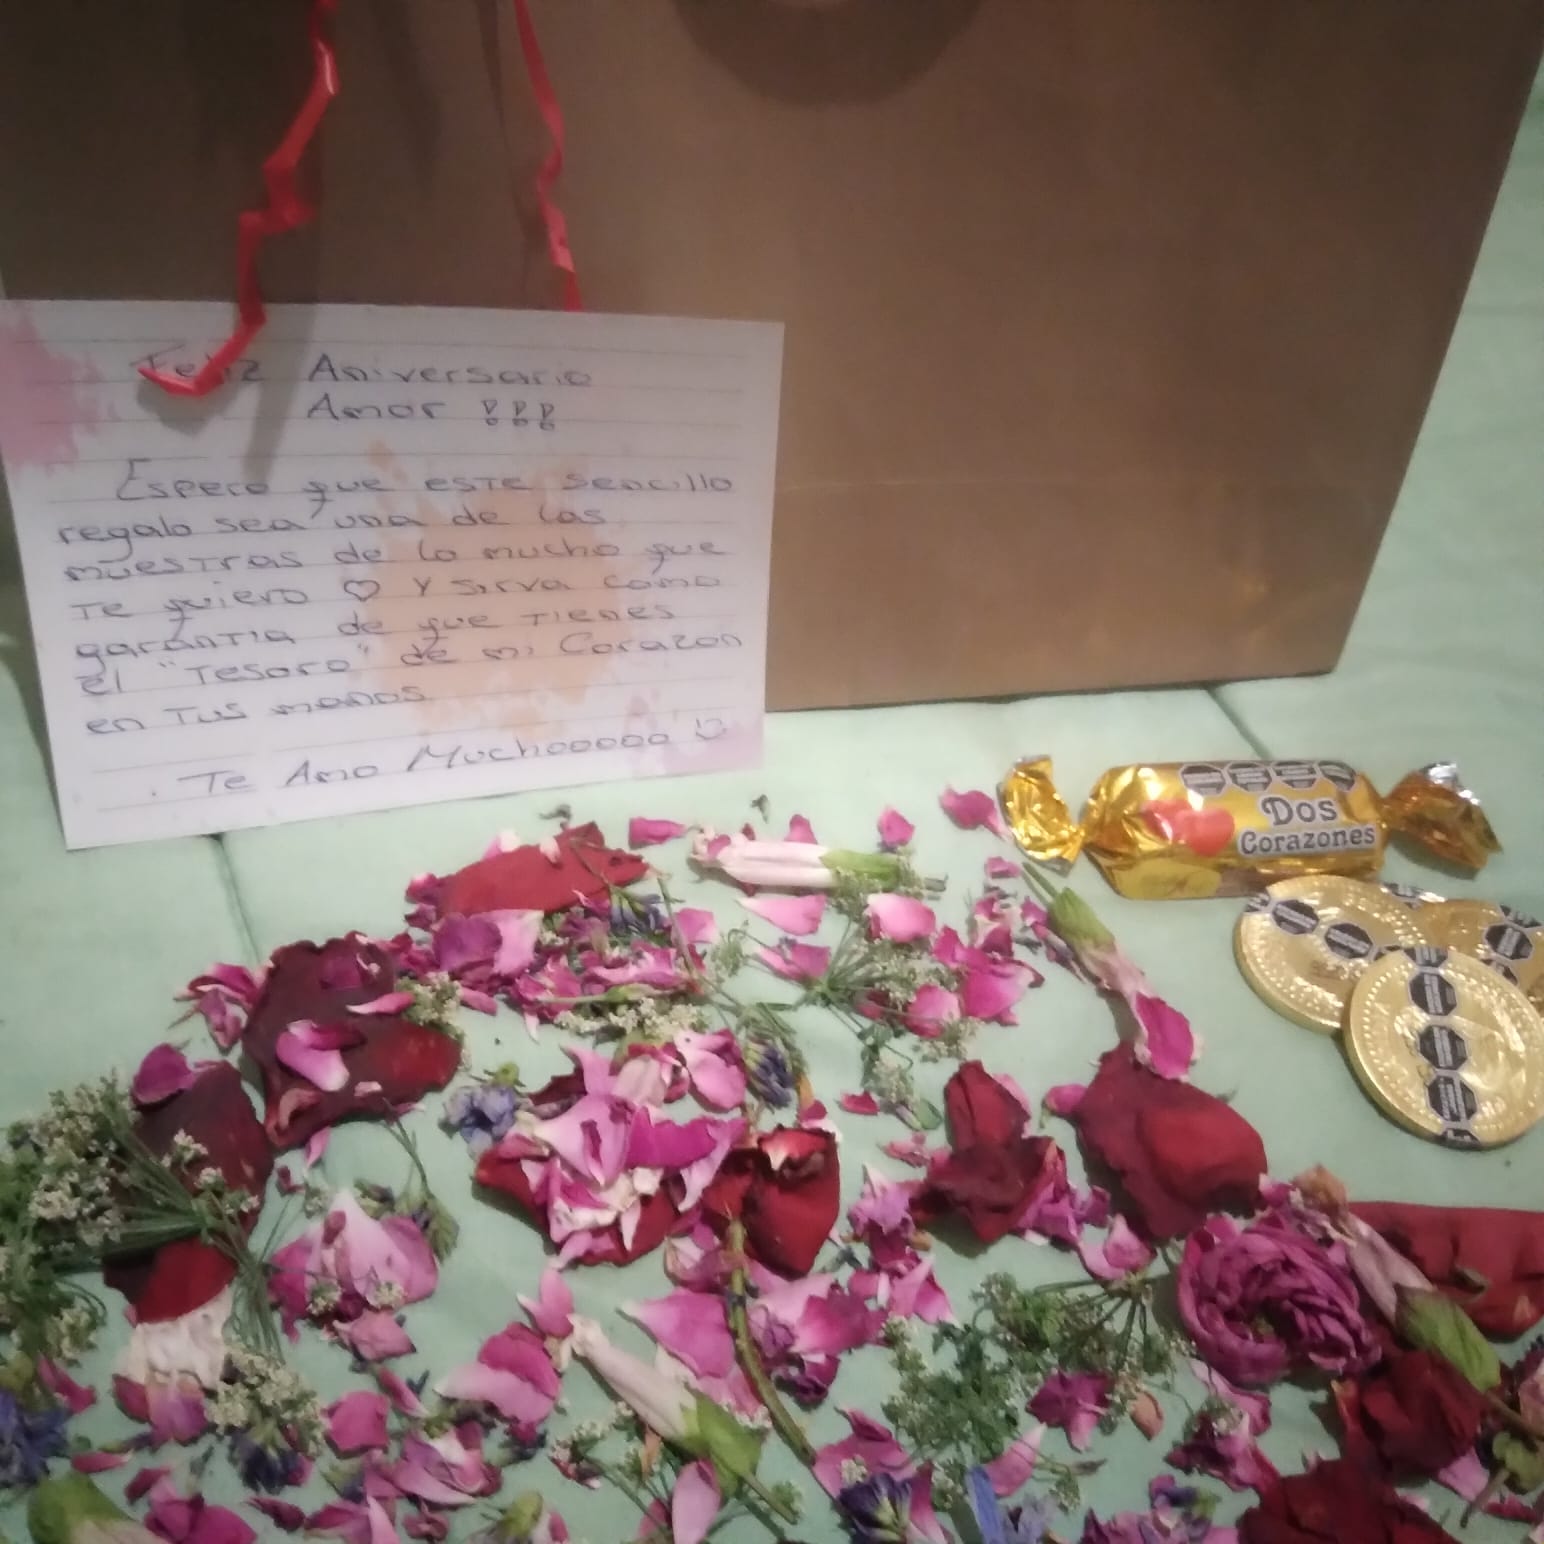 Feliz Aniversario
Amor !!!
Espero que este sencillo
regalo sea una de las
muestras de lo mucho que
te quiero ♡ y sirva como
garantia de que tienes
el "Tesoro" de mi Corazon
en tus manos
. Te Amo Muchooooo
Dos
Corazones